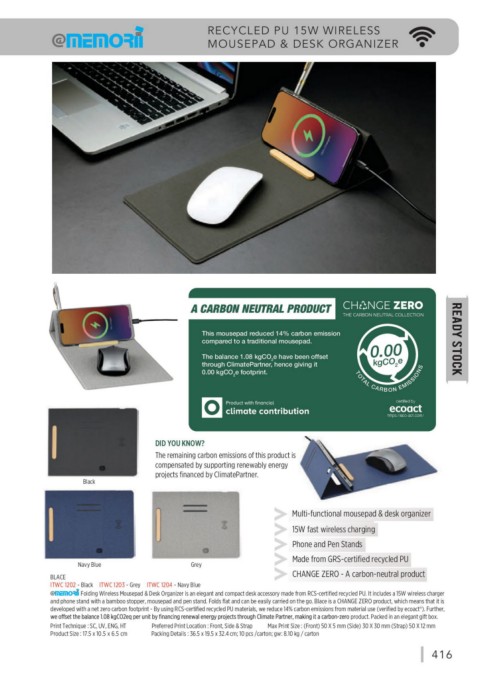 @memorii
RECYCLED PU 15W WIRELESS
MOUSEPAD & DESK ORGANIZER
A CARBON NEUTRAL PRODUCT
CHANGE ZERO
THE CARBON NEUTRAL COLLECTION
This mousepad reduced 14% carbon emission
compared to a traditional mousepad.
The balance 1.08 kgCO₂e have been offset
through ClimatePartner, hence giving it
0.00 kgCO₂e footprint.
0.00
kgCO₂e
TOTAL CARBON EMISSIONS
Product with financial
climate contribution
certified by
ecoact
https://eco-act.com/
READY STOCK
DID YOU KNOW?
The remaining carbon emissions of this product is
compensated by supporting renewably energy
projects financed by ClimatePartner.
Black
Navy Blue
Grey
Multi-functional mousepad & desk organizer
15W fast wireless charging
Phone and Pen Stands
Made from GRS-certified recycled PU
CHANGE ZERO - A carbon-neutral product
BLACE
ITWC 1202 - Black ITWC 1203 - Grey ITWC 1204 - Navy Blue
@memorii Folding Wireless Mousepad & Desk Organizer is an elegant and compact desk accessory made from RCS-certified recycled PU. It includes a 15W wireless charger
and phone stand with a bamboo stopper, mousepad and pen stand. Folds flat and can be easily carried on the go. Blace is a CHANGE ZERO product, which means that it is
developed with a net zero carbon footprint - By using RCS-certified recycled PU materials, we reduce 14% carbon emissions from material use (verified by ecoact*). Further,
we offset the balance 1.08 kgCO2eq per unit by financing renewal energy projects through Climate Partner, making it a carbon-zero product. Packed in an elegant gift box.
Print Technique : SC, UV, ENG, HT Preferred Print Location : Front, Side & Strap Max Print Size : (Front) 50 X 5 mm (Side) 30 X 30 mm (Strap) 50 X 12 mm
Product Size : 17.5 x 10.5 x 6.5 cm Packing Details : 36.5 x 19.5 x 32.4 cm; 10 pcs /carton; gw: 8.10 kg / carton
416